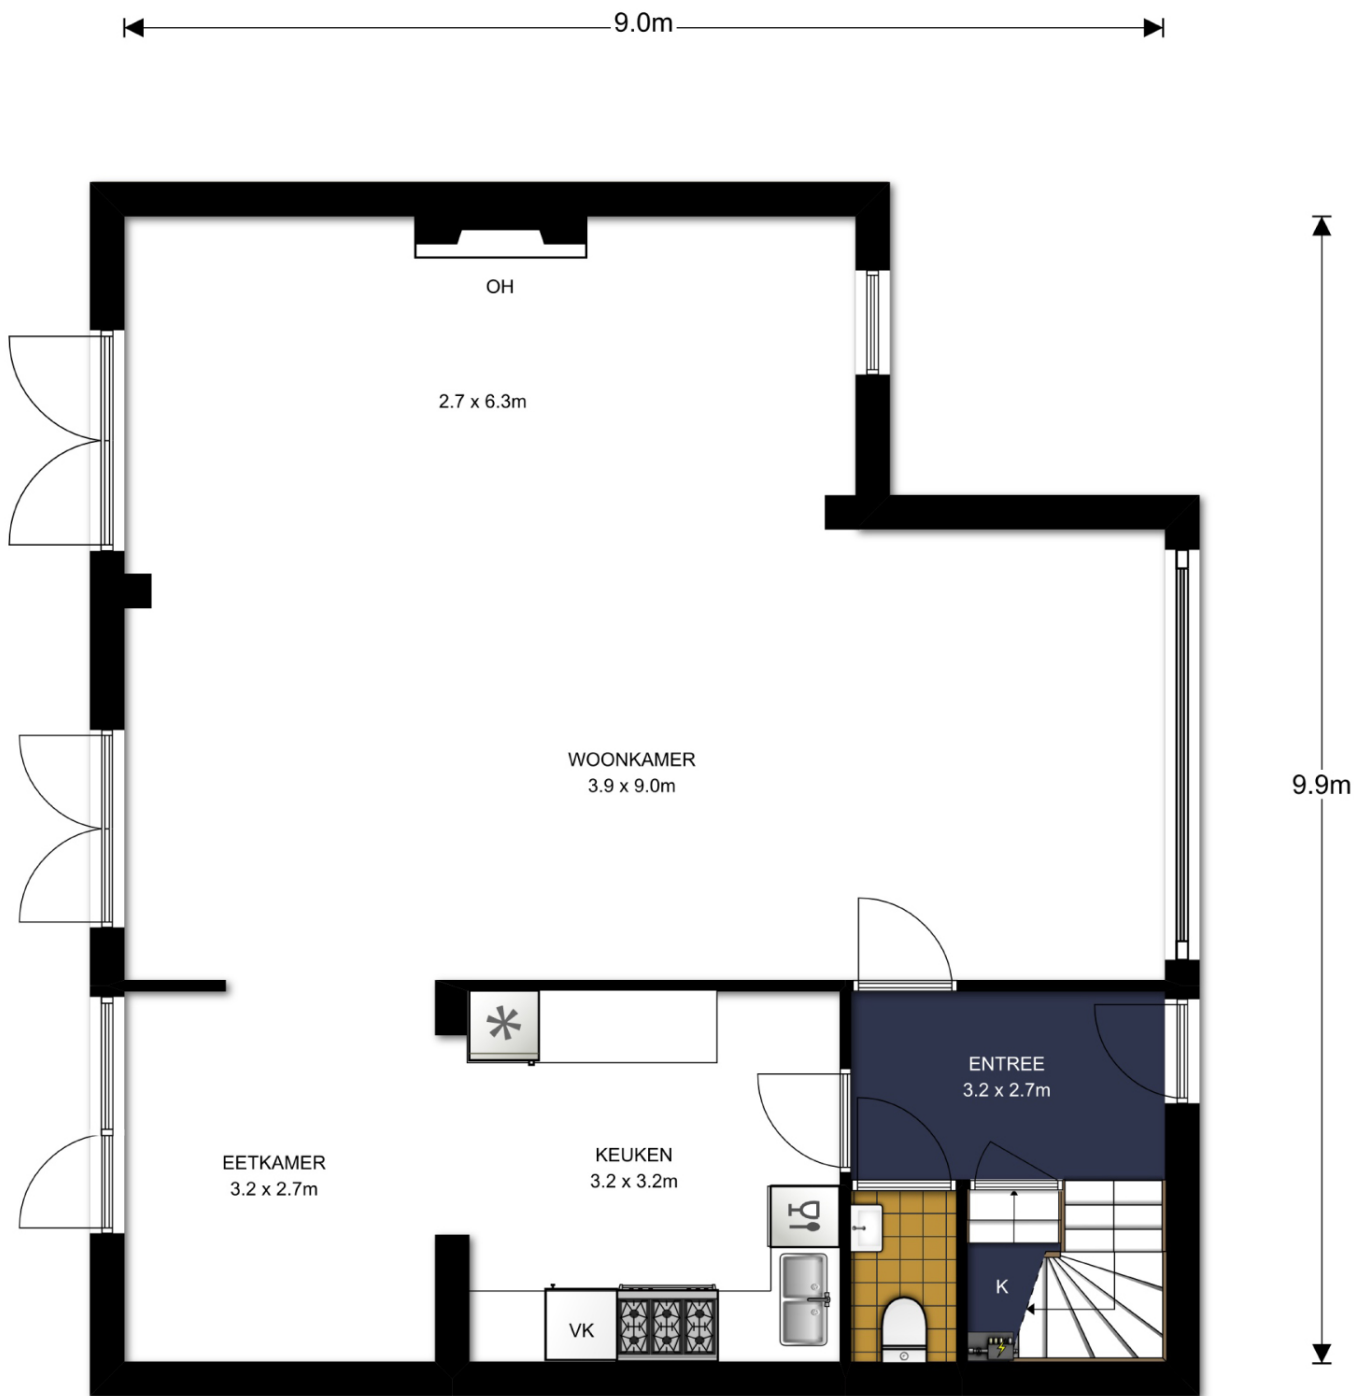 9.0m
OH
2.7 x 6.3m
WOONKAMER
3.9 x 9.0m
9.9m
ENTREE
3.2 x 2.7m
EETKAMER
3.2 x 2.7m
KEUKEN
3.2 x 3.2m
K
VK